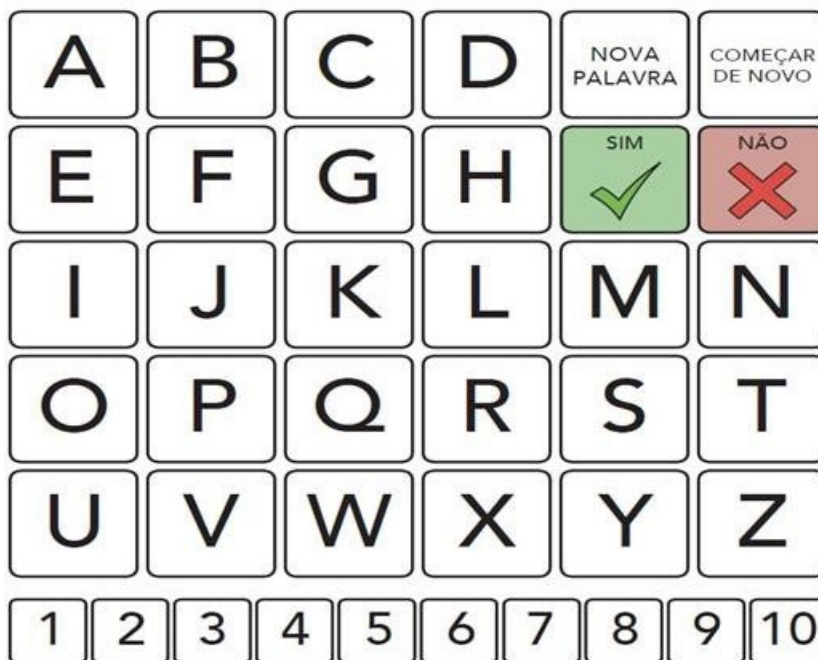 A B C D NOVA PALAVRA COMEÇAR DE NOVO
E F G H SIM NÃO
I J K L M N
O P Q R S T
U V W X Y Z
1 2 3 4 5 6 7 8 9 10